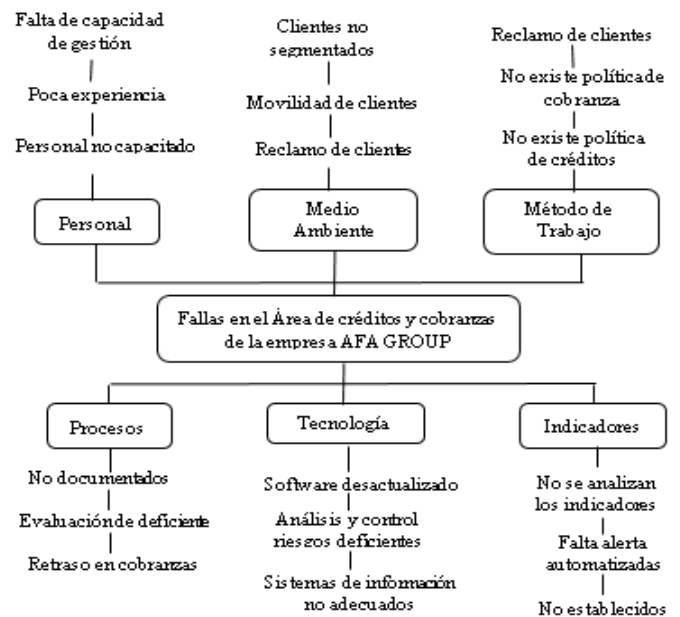 Falta de capacidad
de gestión
Poca experiencia
Personal no capacitado
Personal
Clientes no
segmentados
Movilidad de clientes
Reclamo de clientes
Medio
Ambiente
Reclamo de clientes
No existe política de
cobranza
No existe política
de créditos
Método de
Trabajo
Fallas en el Área de créditos y cobranzas
de la empresa AFA GROUP
Procesos
No documentados
Evaluación de deficiente
Retraso en cobranzas
Tecnología
Software desactualizado
Análisis y control
riesgos deficientes
Sistemas de información
no adecuados
Indicadores
No se analizan
los indicadores
Falta alerta
automatizadas
No establecidos